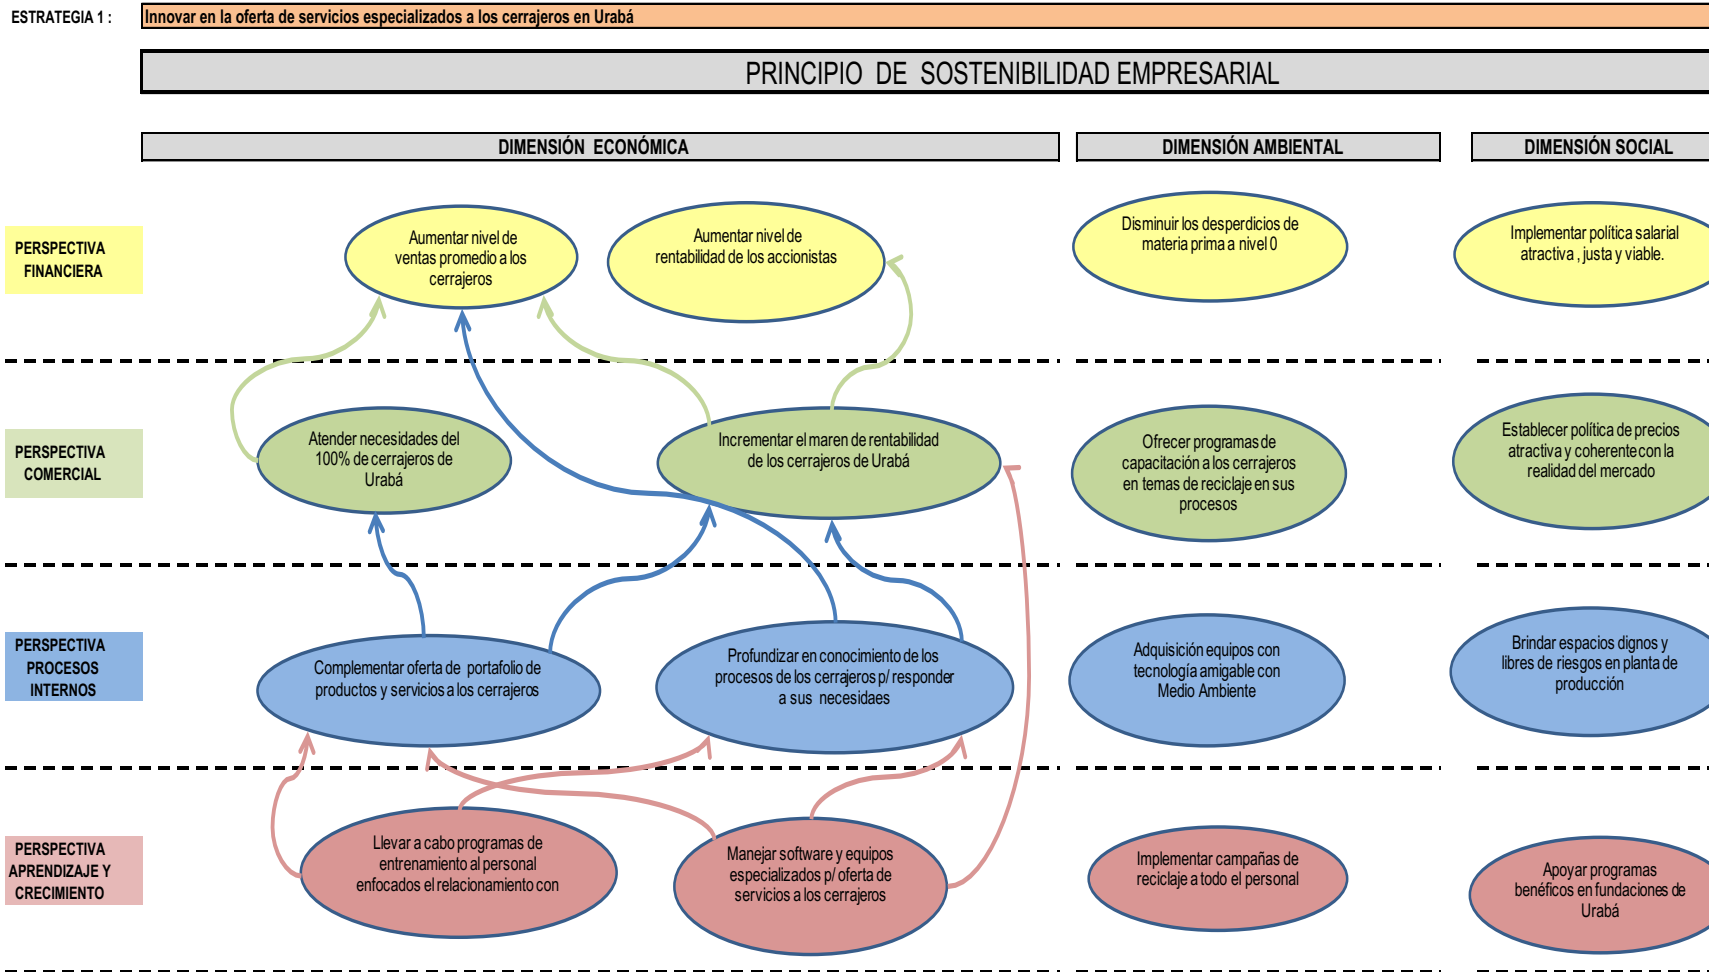 ESTRATEGIA 1 :
Innovar en la oferta de servicios especializados a los cerrajeros en Urabá
PRINCIPIO DE SOSTENIBILIDAD EMPRESARIAL
DIMENSIÓN ECONÓMICA
DIMENSIÓN AMBIENTAL
DIMENSIÓN SOCIAL
PERSPECTIVA
FINANCIERA
Aumentar nivel de
ventas promedio a los
cerrajeros
Aumentar nivel de
rentabilidad de los accionistas
Disminuir los desperdicios de
materia prima a nivel 0
Implementar política salarial
atractiva , justa y viable.
PERSPECTIVA
COMERCIAL
Atender necesidades del
100% de cerrajeros de
Urabá
Incrementar el maren de rentabilidad
de los cerrajeros de Urabá
Ofrecer programas de
capacitación a los cerrajeros
en temas de reciclaje en sus
procesos
Establecer política de precios
atractiva y coherente con la
realidad del mercado
PERSPECTIVA
PROCESOS
INTERNOS
Complementar oferta de portafolio de
productos y servicios a los cerrajeros
Profundizar en conocimiento de los
procesos de los cerrajeros p/ responder
a sus necesidaes
Adquisición equipos con
tecnología amigable con
Medio Ambiente
Brindar espacios dignos y
libres de riesgos en planta de
producción
PERSPECTIVA
APRENDIZAJE Y
CRECIMIENTO
Llevar a cabo programas de
entrenamiento al personal
enfocados el relacionamiento con
Manejar software y equipos
especializados p/ oferta de
servicios a los cerrajeros
Implementar campañas de
reciclaje a todo el personal
Apoyar programas
benéficos en fundaciones de
Urabá